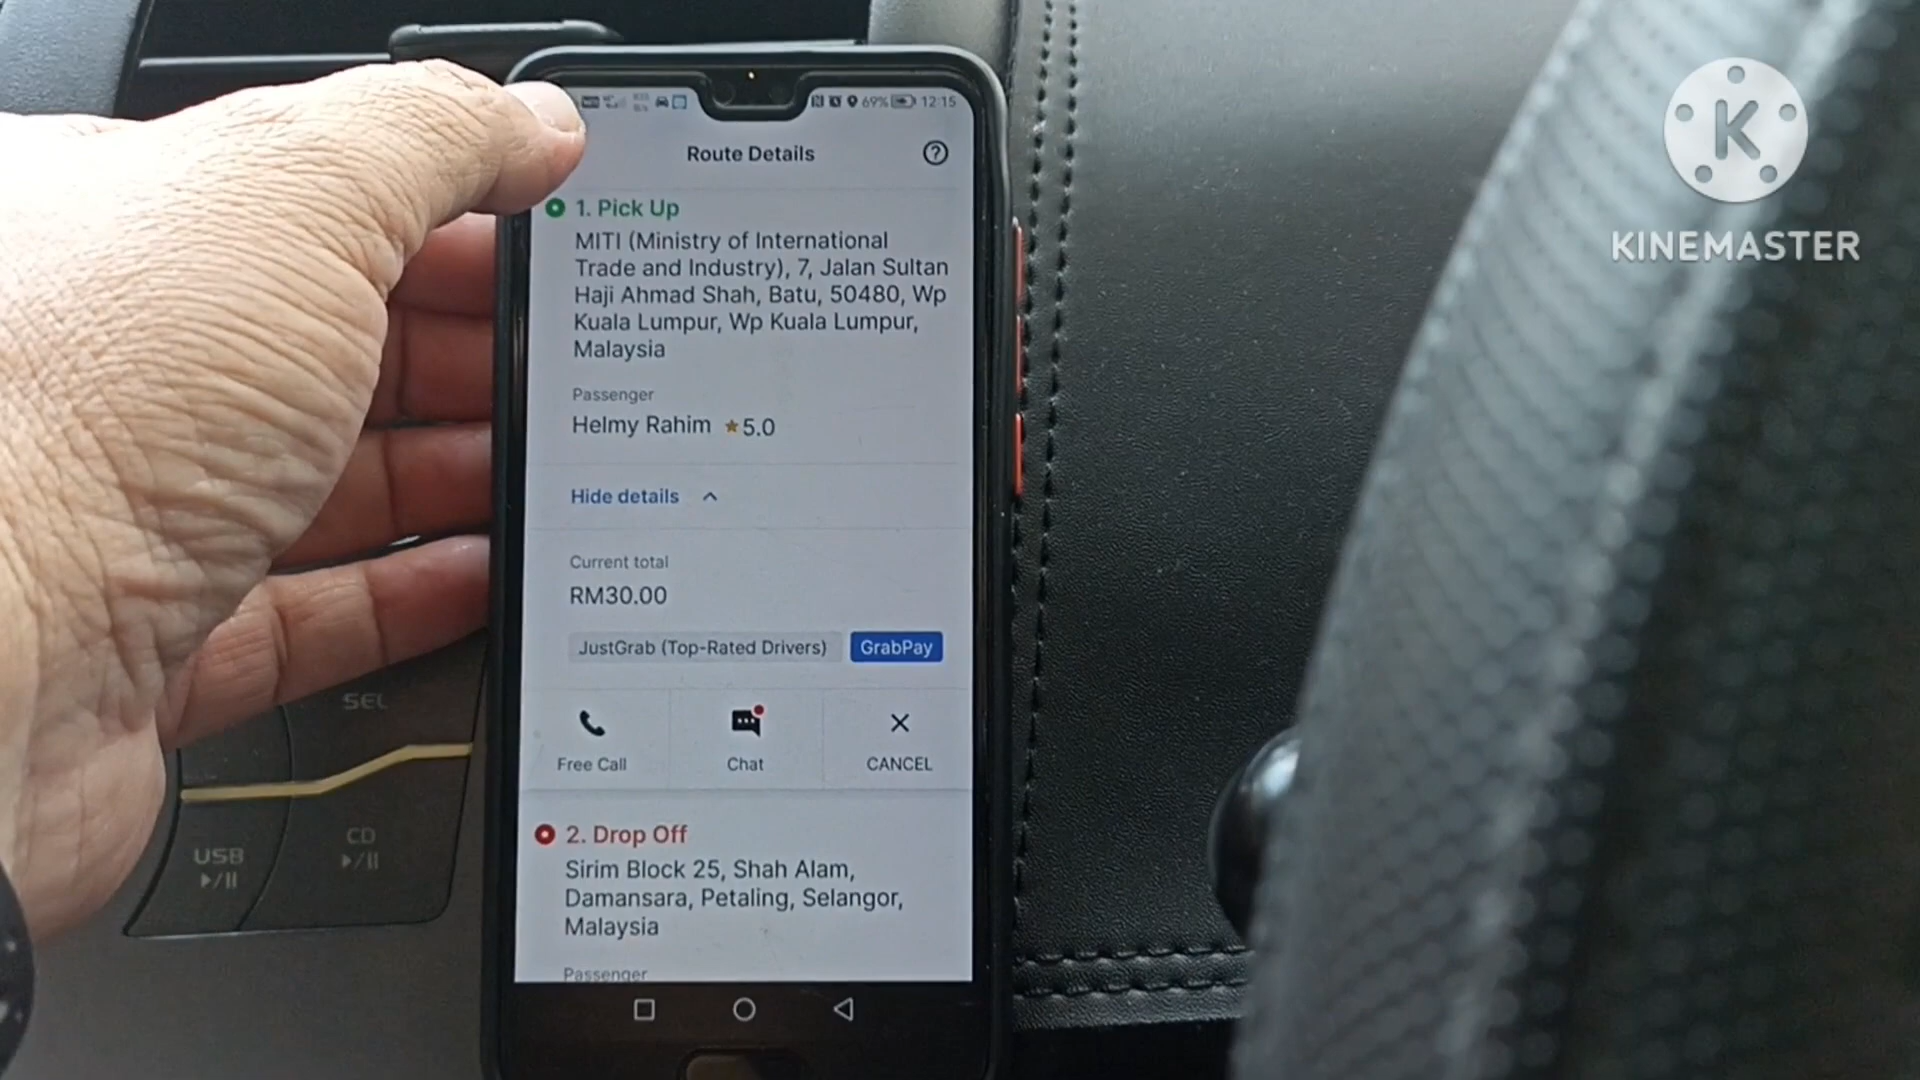 69% 12:15
Route Details
1. Pick Up
MITI (Ministry of International
Trade and Industry), 7, Jalan Sultan
Haji Ahmad Shah, Batu, 50480, Wp
Kuala Lumpur, Wp Kuala Lumpur,
Malaysia
Passenger
Helmy Rahim ★5.0
Hide details
Current total
RM30.00
JustGrab (Top-Rated Drivers) GrabPay
Free Call Chat CANCEL
2. Drop Off
Sirim Block 25, Shah Alam,
Damansara, Petaling, Selangor,
Malaysia
Passenger
SEL
USB
CD
K
KINEMASTER